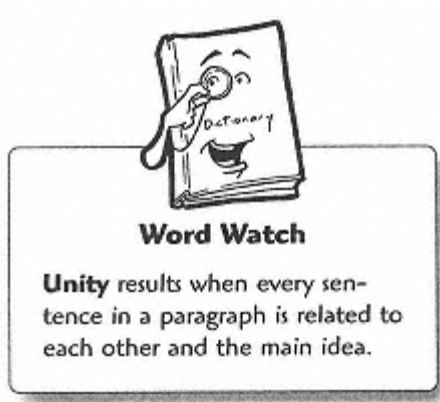 Dictionary
Word Watch
Unity results when every sen-
tence in a paragraph is related to
each other and the main idea.